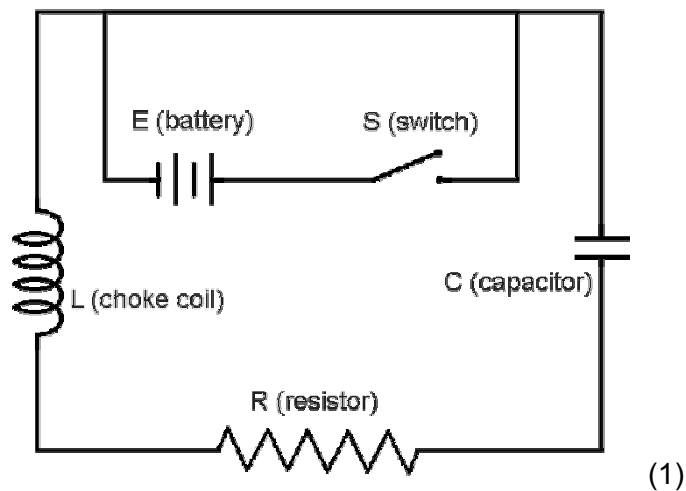 E (battery)
S (switch)
L (choke coil)
C (capacitor)
R (resistor)
(1)